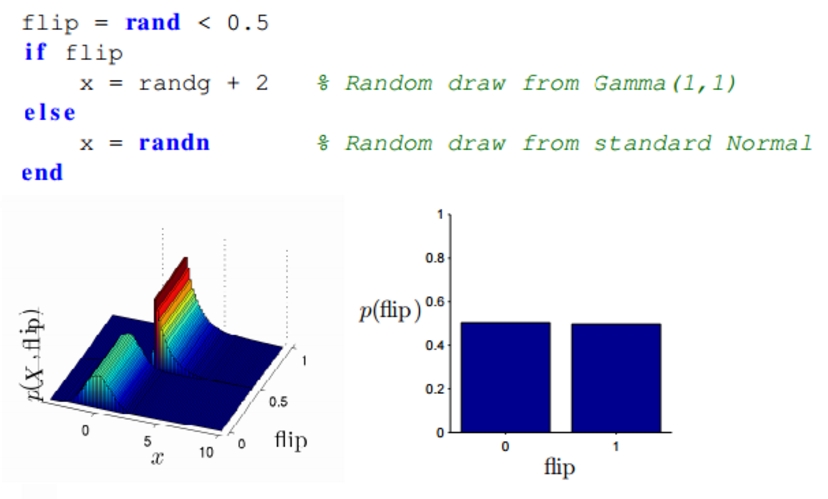 flip = rand < 0.5
if flip
    x = randg + 2   % Random draw from Gamma(1,1)
else
    x = randn       % Random draw from standard Normal
end
p(X,flip)
0
5
10
x
0
0.5
1
flip
1
0.8
0.6
0.4
0.2
0
p(flip)
0 1
flip